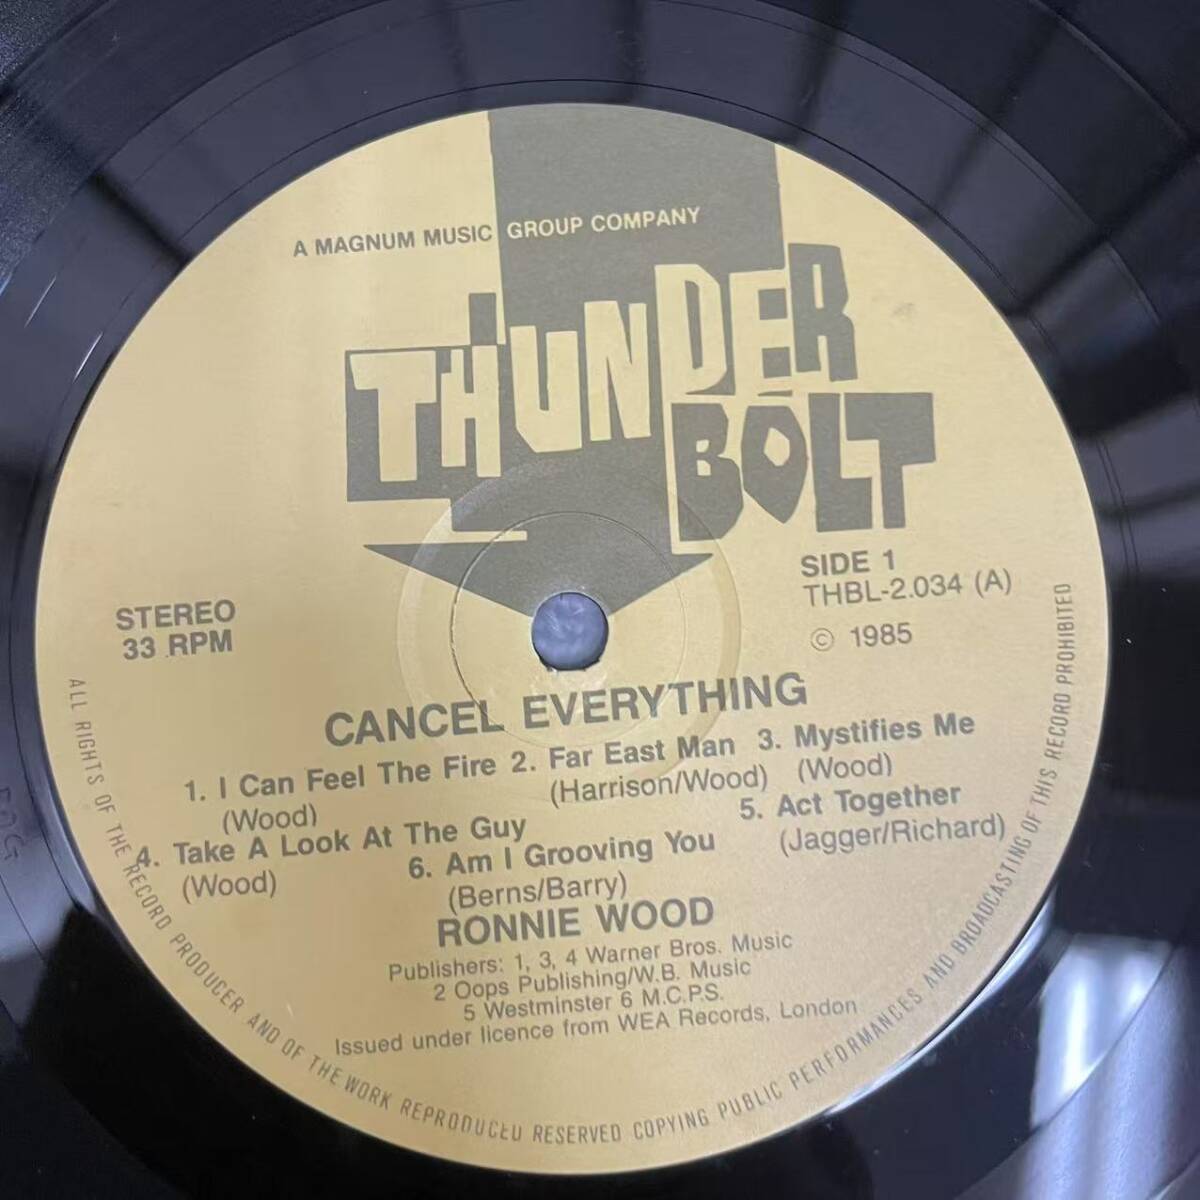 A MAGNUM MUSIC GROUP COMPANY
THUNDER
BOLT
SIDE 1
THBL-2.034 (A)
© 1985
STEREO
33 RPM
CANCEL EVERYTHING
1. I Can Feel The Fire 2. Far East Man 3. Mystifies Me
(Wood) (Harrison/Wood) (Wood)
4. Take A Look At The Guy 5. Act Together
(Wood) (Jagger/Richard)
6. Am I Grooving You
(Berns/Barry)
RONNIE WOOD
Publishers: 1, 3, 4 Warner Bros. Music
2 Oops Publishing/W.B. Music
5 Westminster 6 M.C.P.S.
Issued under licence from WEA Records, London
ALL RIGHTS OF THE RECORD PRODUCER AND OF THE WORK REPRODUCED RESERVED COPYING PUBLIC PERFORMANCES AND BROADCASTING OF THIS RECORD PROHIBITED